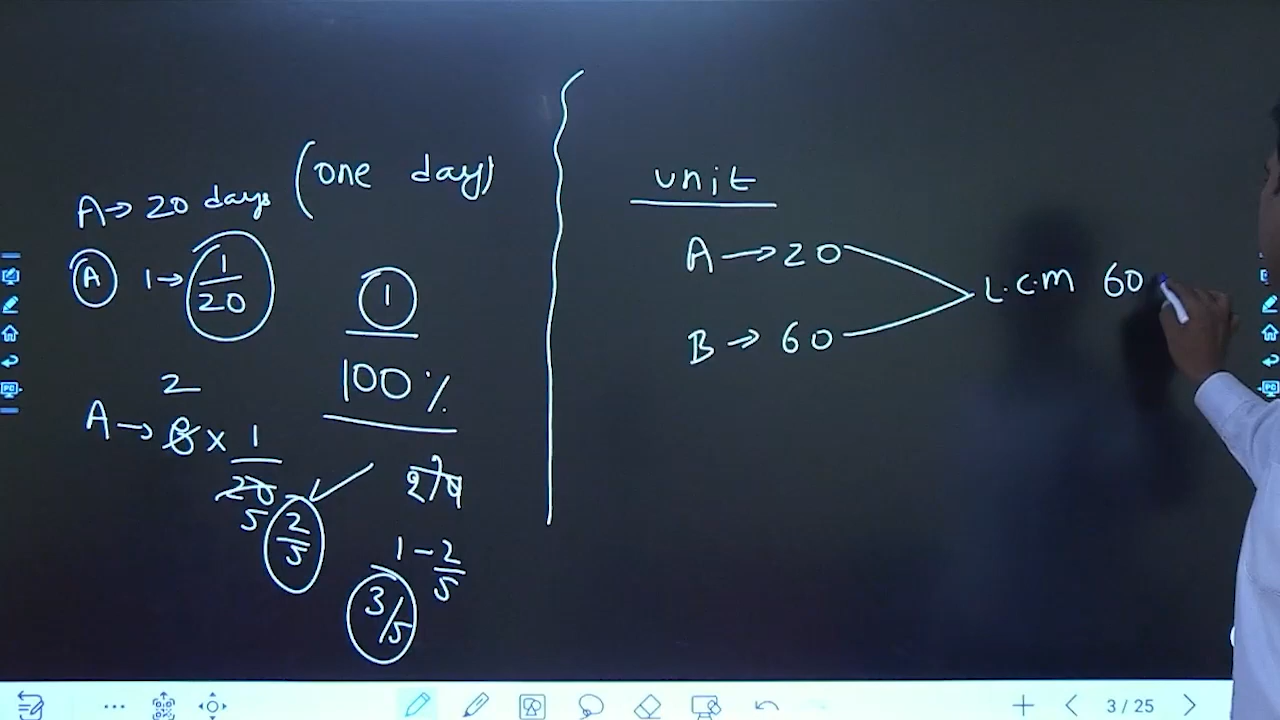 (one day)
A→ 20 days
A 1→ 1/20
1
100%
2
A → 8 × 1/20
5
2/5
1 - 2/5
3/5
unit
A → 20
B → 60
L.C.M 60
3 / 25